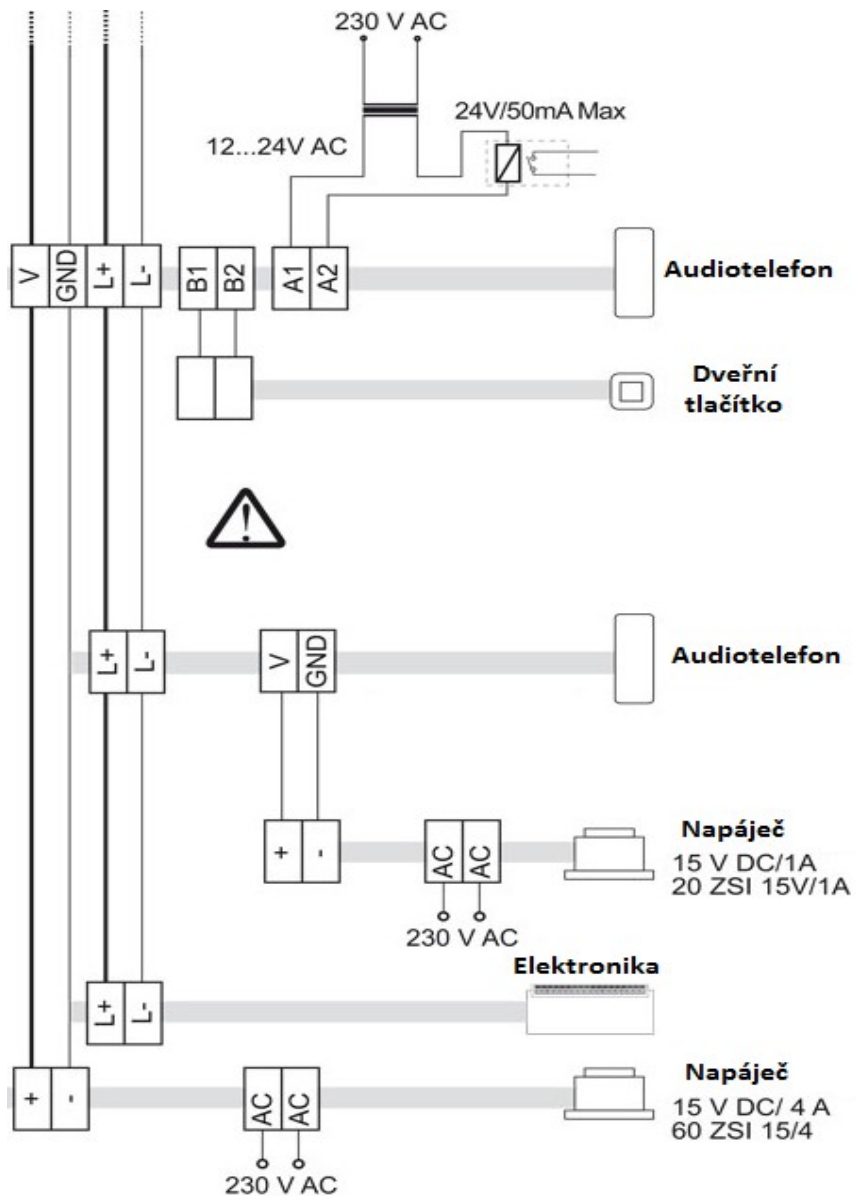 230 V AC
24V/50mA Max
12...24V AC
V GND L+ L- B1 B2 A1 A2
Audiotelefon
Dveřní
tlačítko
L+ L- V GND
Audiotelefon
+ - AC AC
Napáječ
15 V DC/1A
20 ZSI 15V/1A
230 V AC
Elektronika
L+ L-
+ - AC AC
Napáječ
15 V DC/ 4 A
60 ZSI 15/4
230 V AC